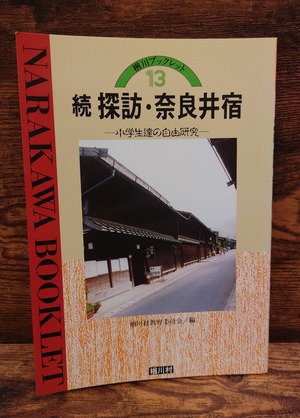 NARAKAWA BOOKLET
楢川ブックレット
13
続 探訪・奈良井宿
―小学生達の自由研究―
楢川村教育委員会／編
楢川村